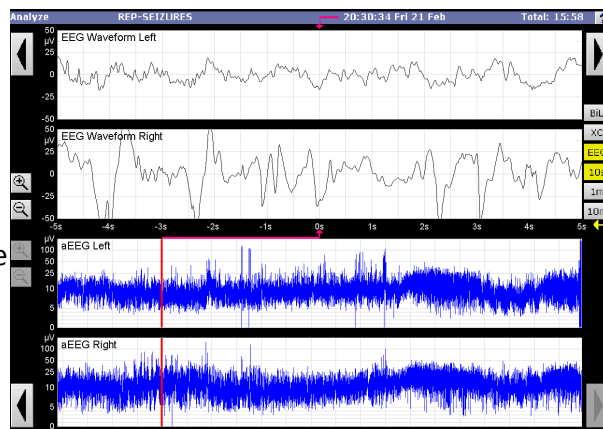 Analyze REP-SEIZURES 20:30:34 Fri 21 Feb Total: 15:58
50
µV
25
0
-25
-50
EEG Waveform Left
50
µV
25
0
-25
-50
EEG Waveform Right
-5s -4s -3s -2s -1s 0s 1s 2s 3s 4s 5s
µV
100
50
25
10
5
0
aEEG Left
µV
100
50
25
10
5
0
aEEG Right
BiL
XC
EEG
10s
1m
10m
e